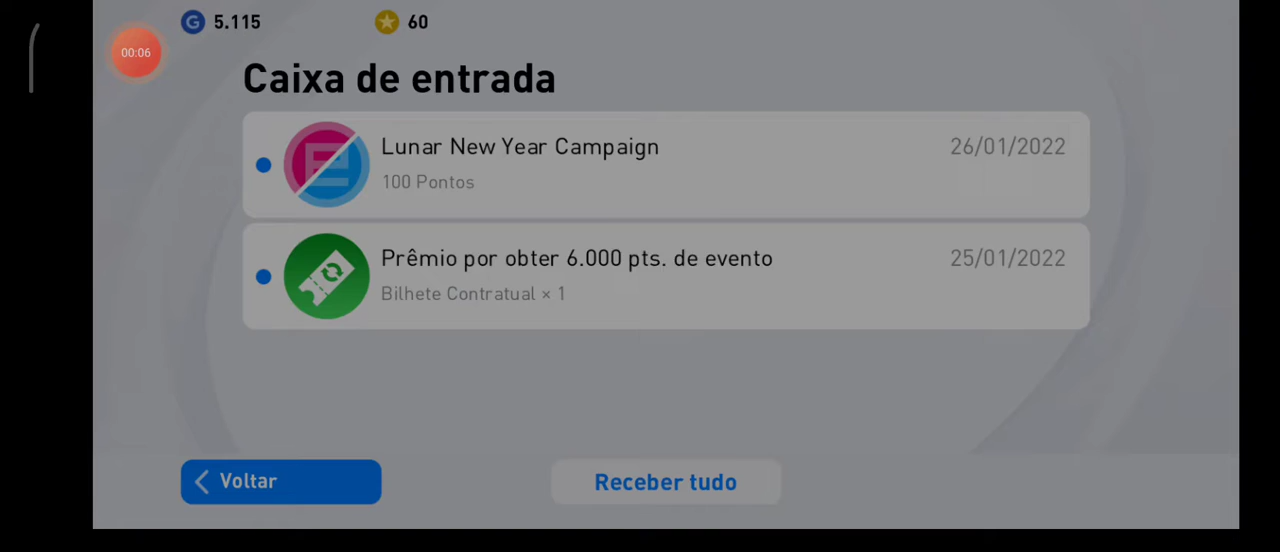 G 5.115 60
00:06
Caixa de entrada
Lunar New Year Campaign 26/01/2022
100 Pontos
Prêmio por obter 6.000 pts. de evento 25/01/2022
Bilhete Contratual × 1
Voltar Receber tudo